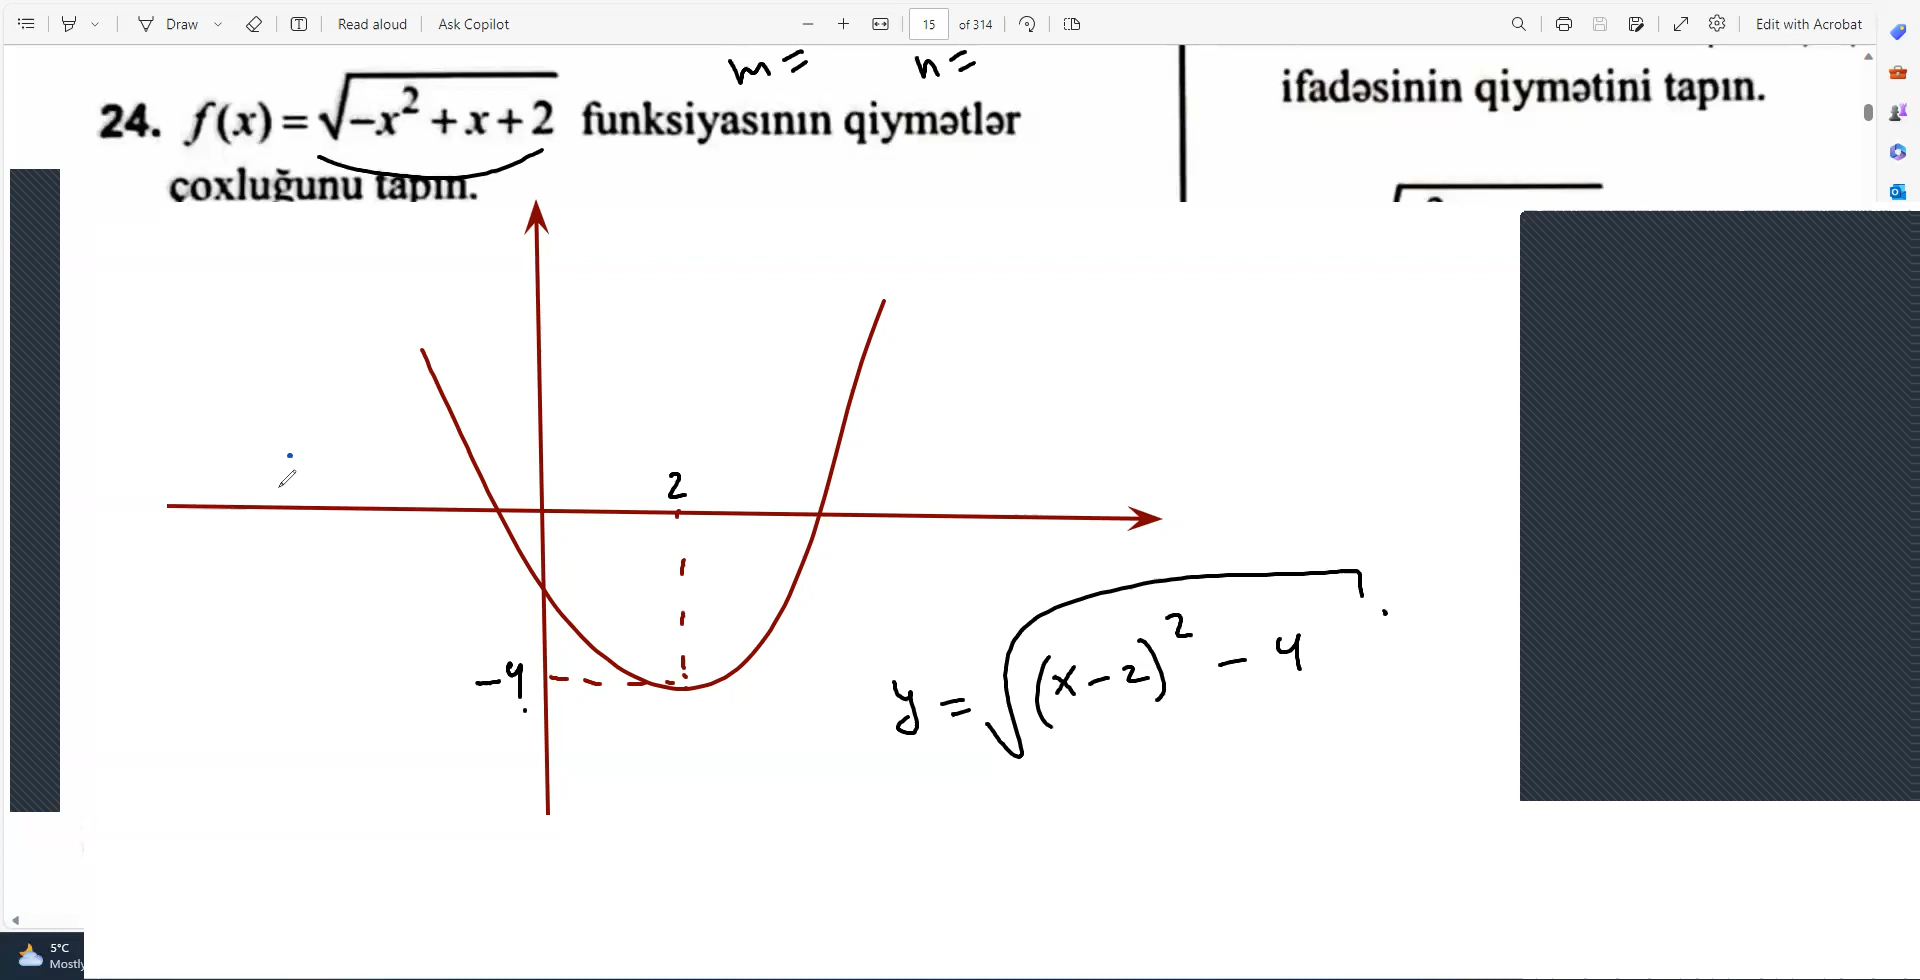 Draw Read aloud Ask Copilot 15 of 314 Edit with Acrobat
m = n =
24. f(x) = √(-x² + x + 2) funksiyasının qiymətlər
çoxluğunu tapın.
ifadəsinin qiymətini tapın.
2
-4
y = √((x-2)² - 4)
5°C
Mostly